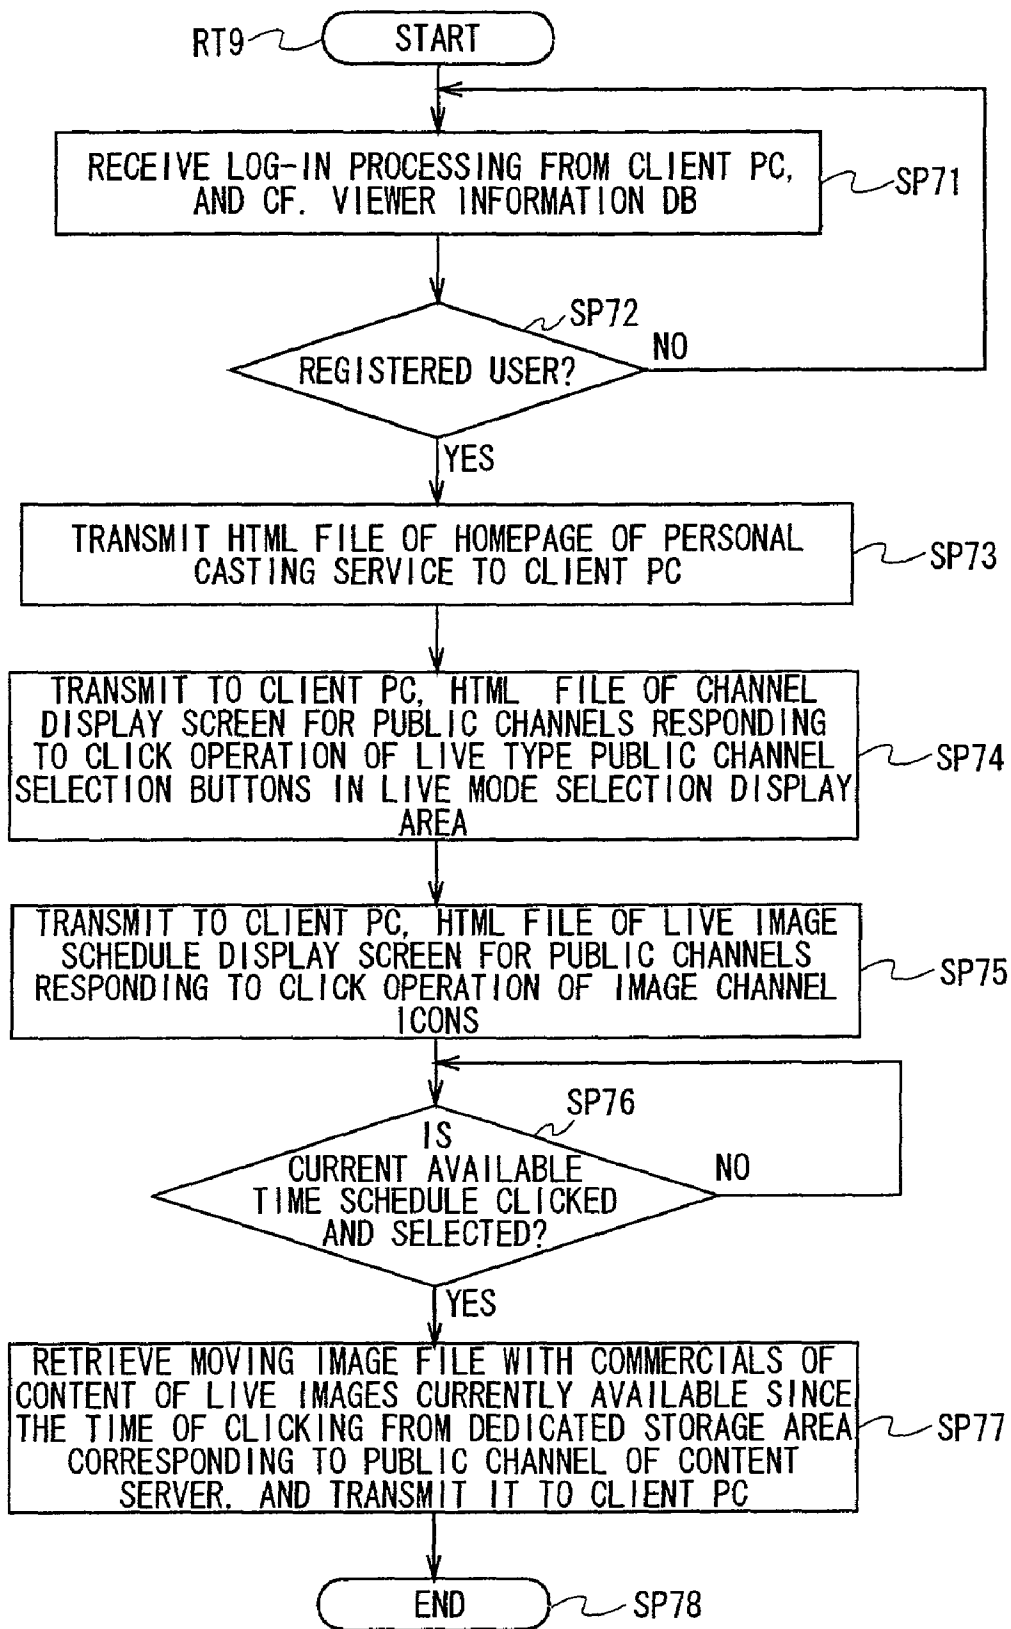 RT9
START
RECEIVE LOG-IN PROCESSING FROM CLIENT PC,
AND CF. VIEWER INFORMATION DB
SP71
SP72
REGISTERED USER?
NO
YES
TRANSMIT HTML FILE OF HOMEPAGE OF PERSONAL
CASTING SERVICE TO CLIENT PC
SP73
TRANSMIT TO CLIENT PC, HTML FILE OF CHANNEL
DISPLAY SCREEN FOR PUBLIC CHANNELS RESPONDING
TO CLICK OPERATION OF LIVE TYPE PUBLIC CHANNEL
SELECTION BUTTONS IN LIVE MODE SELECTION DISPLAY
AREA
SP74
TRANSMIT TO CLIENT PC, HTML FILE OF LIVE IMAGE
SCHEDULE DISPLAY SCREEN FOR PUBLIC CHANNELS
RESPONDING TO CLICK OPERATION OF IMAGE CHANNEL
ICONS
SP75
SP76
IS
CURRENT AVAILABLE
TIME SCHEDULE CLICKED
AND SELECTED?
NO
YES
RETRIEVE MOVING IMAGE FILE WITH COMMERCIALS OF
CONTENT OF LIVE IMAGES CURRENTLY AVAILABLE SINCE
THE TIME OF CLICKING FROM DEDICATED STORAGE AREA
CORRESPONDING TO PUBLIC CHANNEL OF CONTENT
SERVER. AND TRANSMIT IT TO CLIENT PC
SP77
END
SP78